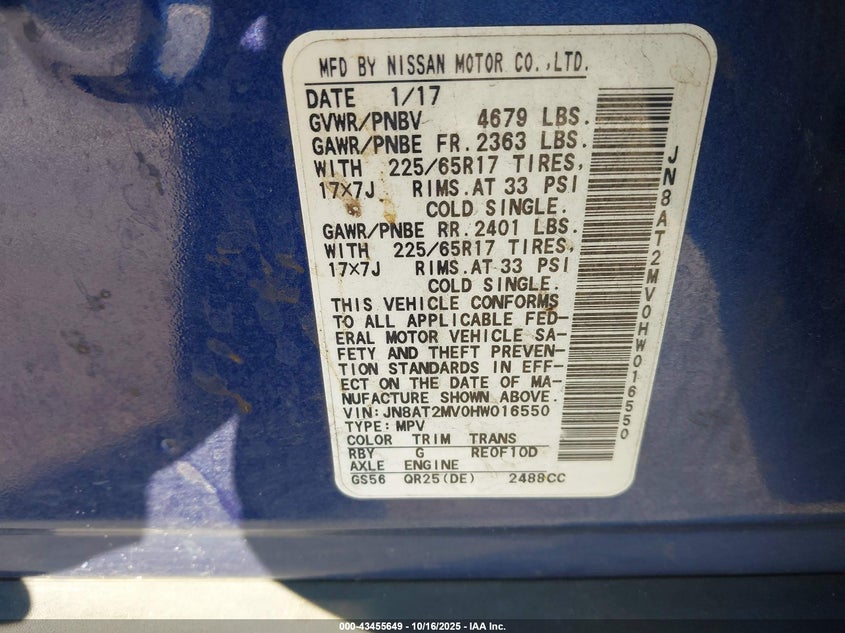 MFD BY NISSAN MOTOR CO.,LTD.
DATE 1/17
GVWR/PNBV 4679 LBS.
GAWR/PNBE FR. 2363 LBS.
WITH 225/65R17 TIRES,
17×7J RIMS.AT 33 PSI
COLD SINGLE.
GAWR/PNBE RR. 2401 LBS.
WITH 225/65R17 TIRES,
17×7J RIMS.AT 33 PSI
COLD SINGLE.
THIS VEHICLE CONFORMS
TO ALL APPLICABLE FED-
ERAL MOTOR VEHICLE SA-
FETY AND THEFT PREVEN-
TION STANDARDS IN EFF-
ECT ON THE DATE OF MA-
NUFACTURE SHOWN ABOVE.
VIN:JN8AT2MV0HW016550
TYPE:MPV
COLOR TRIM TRANS
RBY G RE0F10D
AXLE ENGINE
GS56 QR25(DE) 2488CC
JN8AT2MV0HW016550
000-43455649 - 10/16/2025 - IAA Inc.